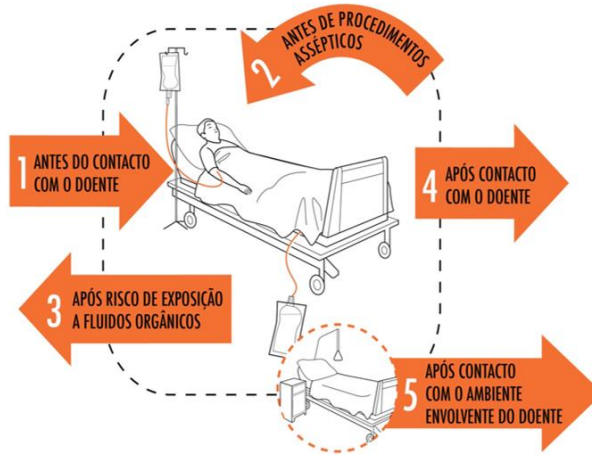 1
ANTES DO CONTACTO
COM O DOENTE
2
ANTES DE PROCEDIMENTOS
ASSÉPTICOS
3
APÓS RISCO DE EXPOSIÇÃO
A FLUIDOS ORGÂNICOS
4
APÓS CONTACTO
COM O DOENTE
5
APÓS CONTACTO
COM O AMBIENTE
ENVOLVENTE DO DOENTE